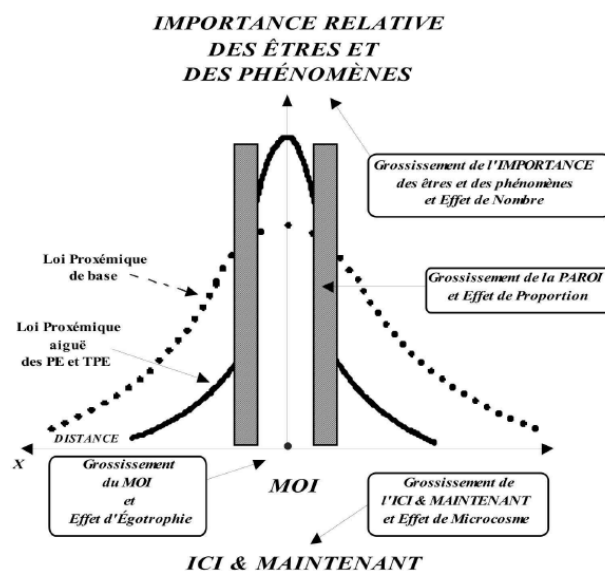 IMPORTANCE RELATIVE
DES ÊTRES ET
DES PHÉNOMÈNES
Grossissement de l'IMPORTANCE
des êtres et des phénomènes
et Effet de Nombre
Loi Proxémique
de base
Grossissement de la PAROI
et Effet de Proportion
Loi Proxémique
aiguë
des PE et TPE
DISTANCE
X
Grossissement
du MOI
et
Effet d'Égotrophie
MOI
Grossissement de
l'ICI & MAINTENANT
et Effet de Microcosme
ICI & MAINTENANT